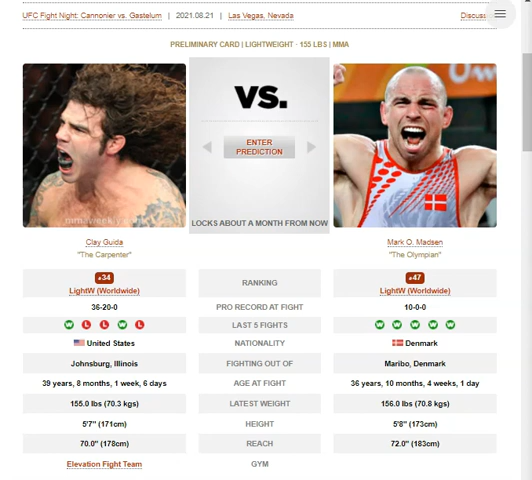 UFC Fight Night: Cannonier vs. Gastelum | 2021.08.21 | Las Vegas, Nevada
PRELIMINARY CARD | LIGHTWEIGHT · 155 LBS | MMA
VS.
ENTER
PREDICTION
mmaweekly.com
LOCKS ABOUT A MONTH FROM NOW
Clay Guida
Mark O. Madsen
"The Carpenter"
"The Olympian"
#34
RANKING
#47
LightW (Worldwide)
LightW (Worldwide)
36-20-0
PRO RECORD AT FIGHT
10-0-0
W L L W L
LAST 5 FIGHTS
W W W W W
United States
NATIONALITY
Denmark
Johnsburg, Illinois
FIGHTING OUT OF
Maribo, Denmark
39 years, 8 months, 1 week, 6 days
AGE AT FIGHT
36 years, 10 months, 4 weeks, 1 day
155.0 lbs (70.3 kgs)
LATEST WEIGHT
156.0 lbs (70.8 kgs)
5'7" (171cm)
HEIGHT
5'8" (173cm)
70.0" (178cm)
REACH
72.0" (183cm)
Elevation Fight Team
GYM